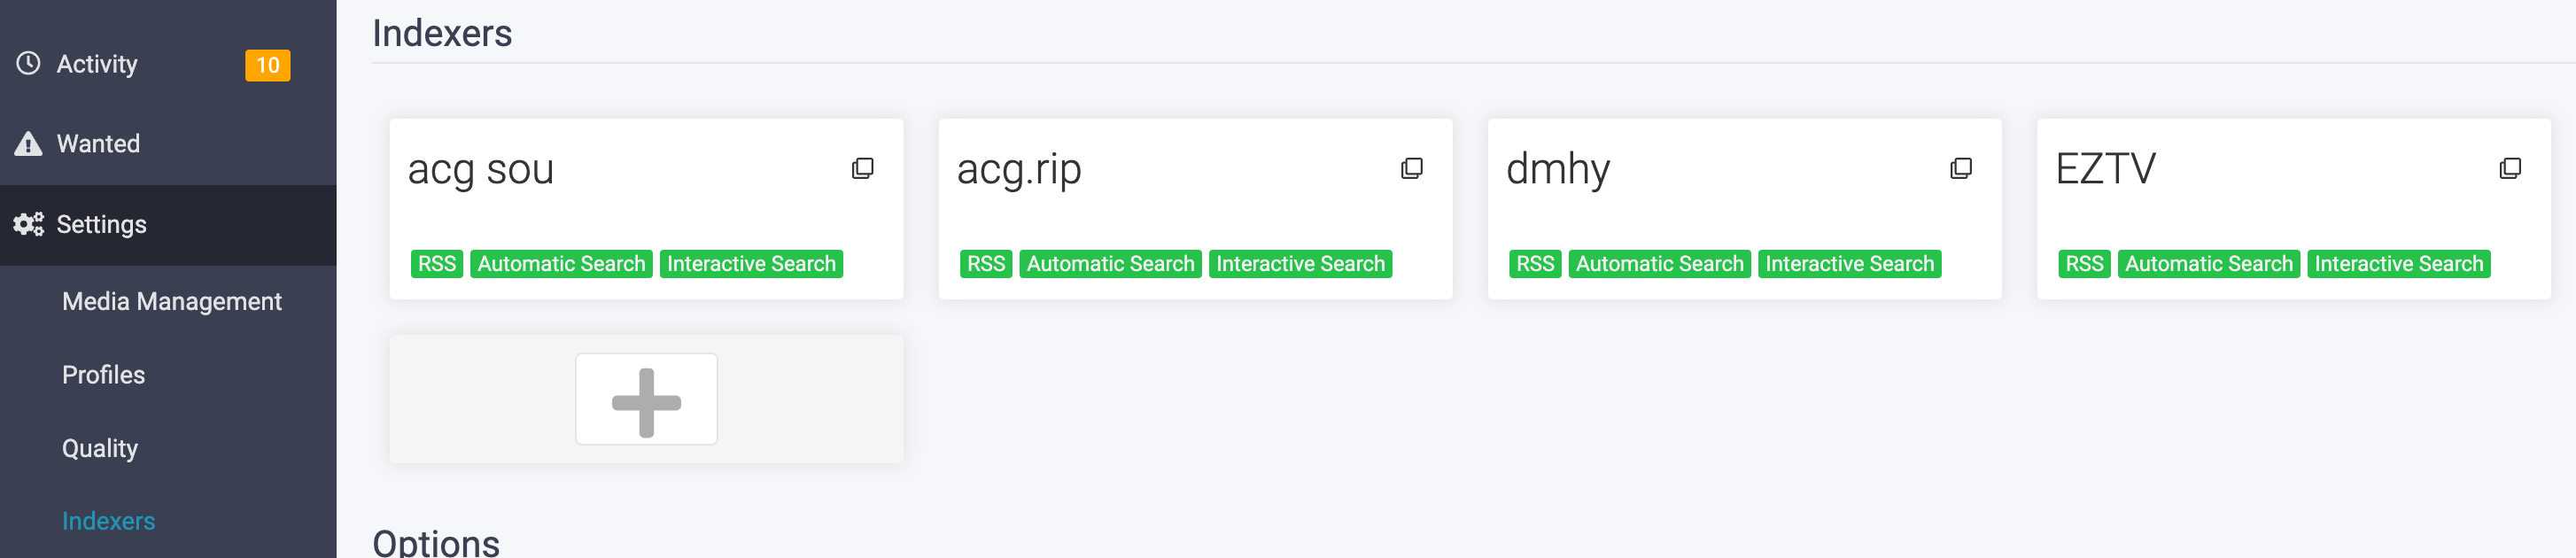 Activity 10
Wanted
Settings
Media Management
Profiles
Quality
Indexers
Indexers
acg sou
RSS Automatic Search Interactive Search
acg.rip
RSS Automatic Search Interactive Search
dmhy
RSS Automatic Search Interactive Search
EZTV
RSS Automatic Search Interactive Search
Options